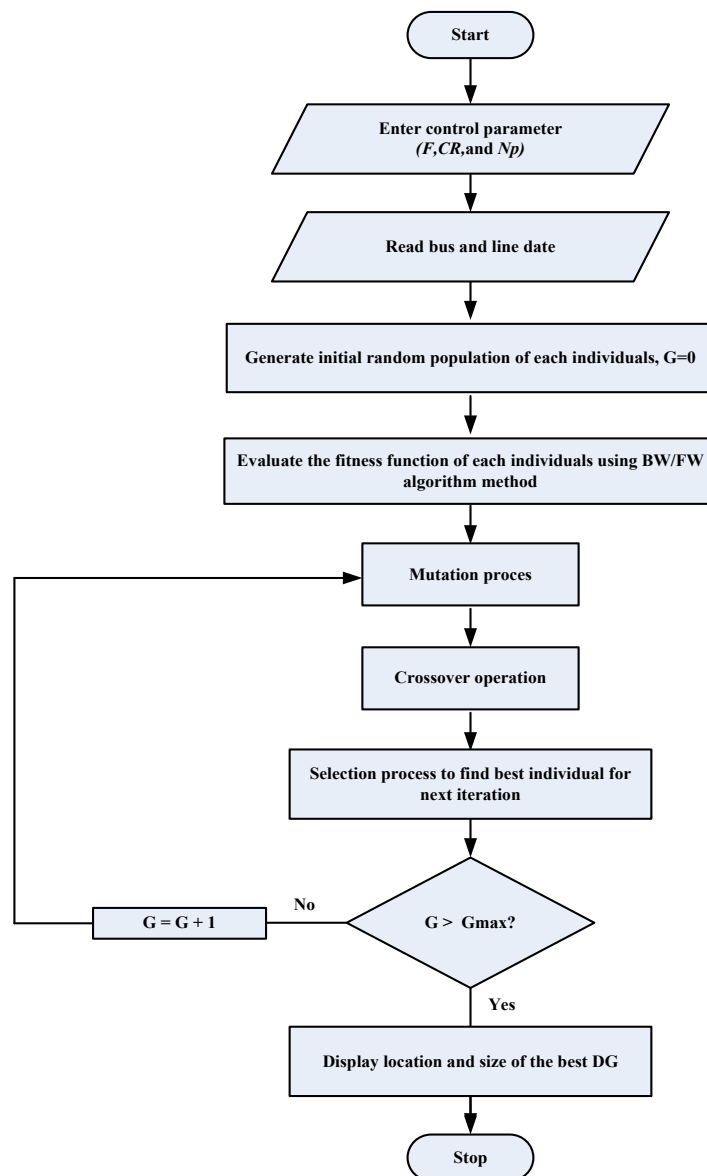 Start
Enter control parameter
(F,CR,and Np)
Read bus and line date
Generate initial random population of each individuals, G=0
Evaluate the fitness function of each individuals using BW/FW
algorithm method
Mutation proces
Crossover operation
Selection process to find best individual for
next iteration
No
G = G + 1
G > Gmax?
Yes
Display location and size of the best DG
Stop